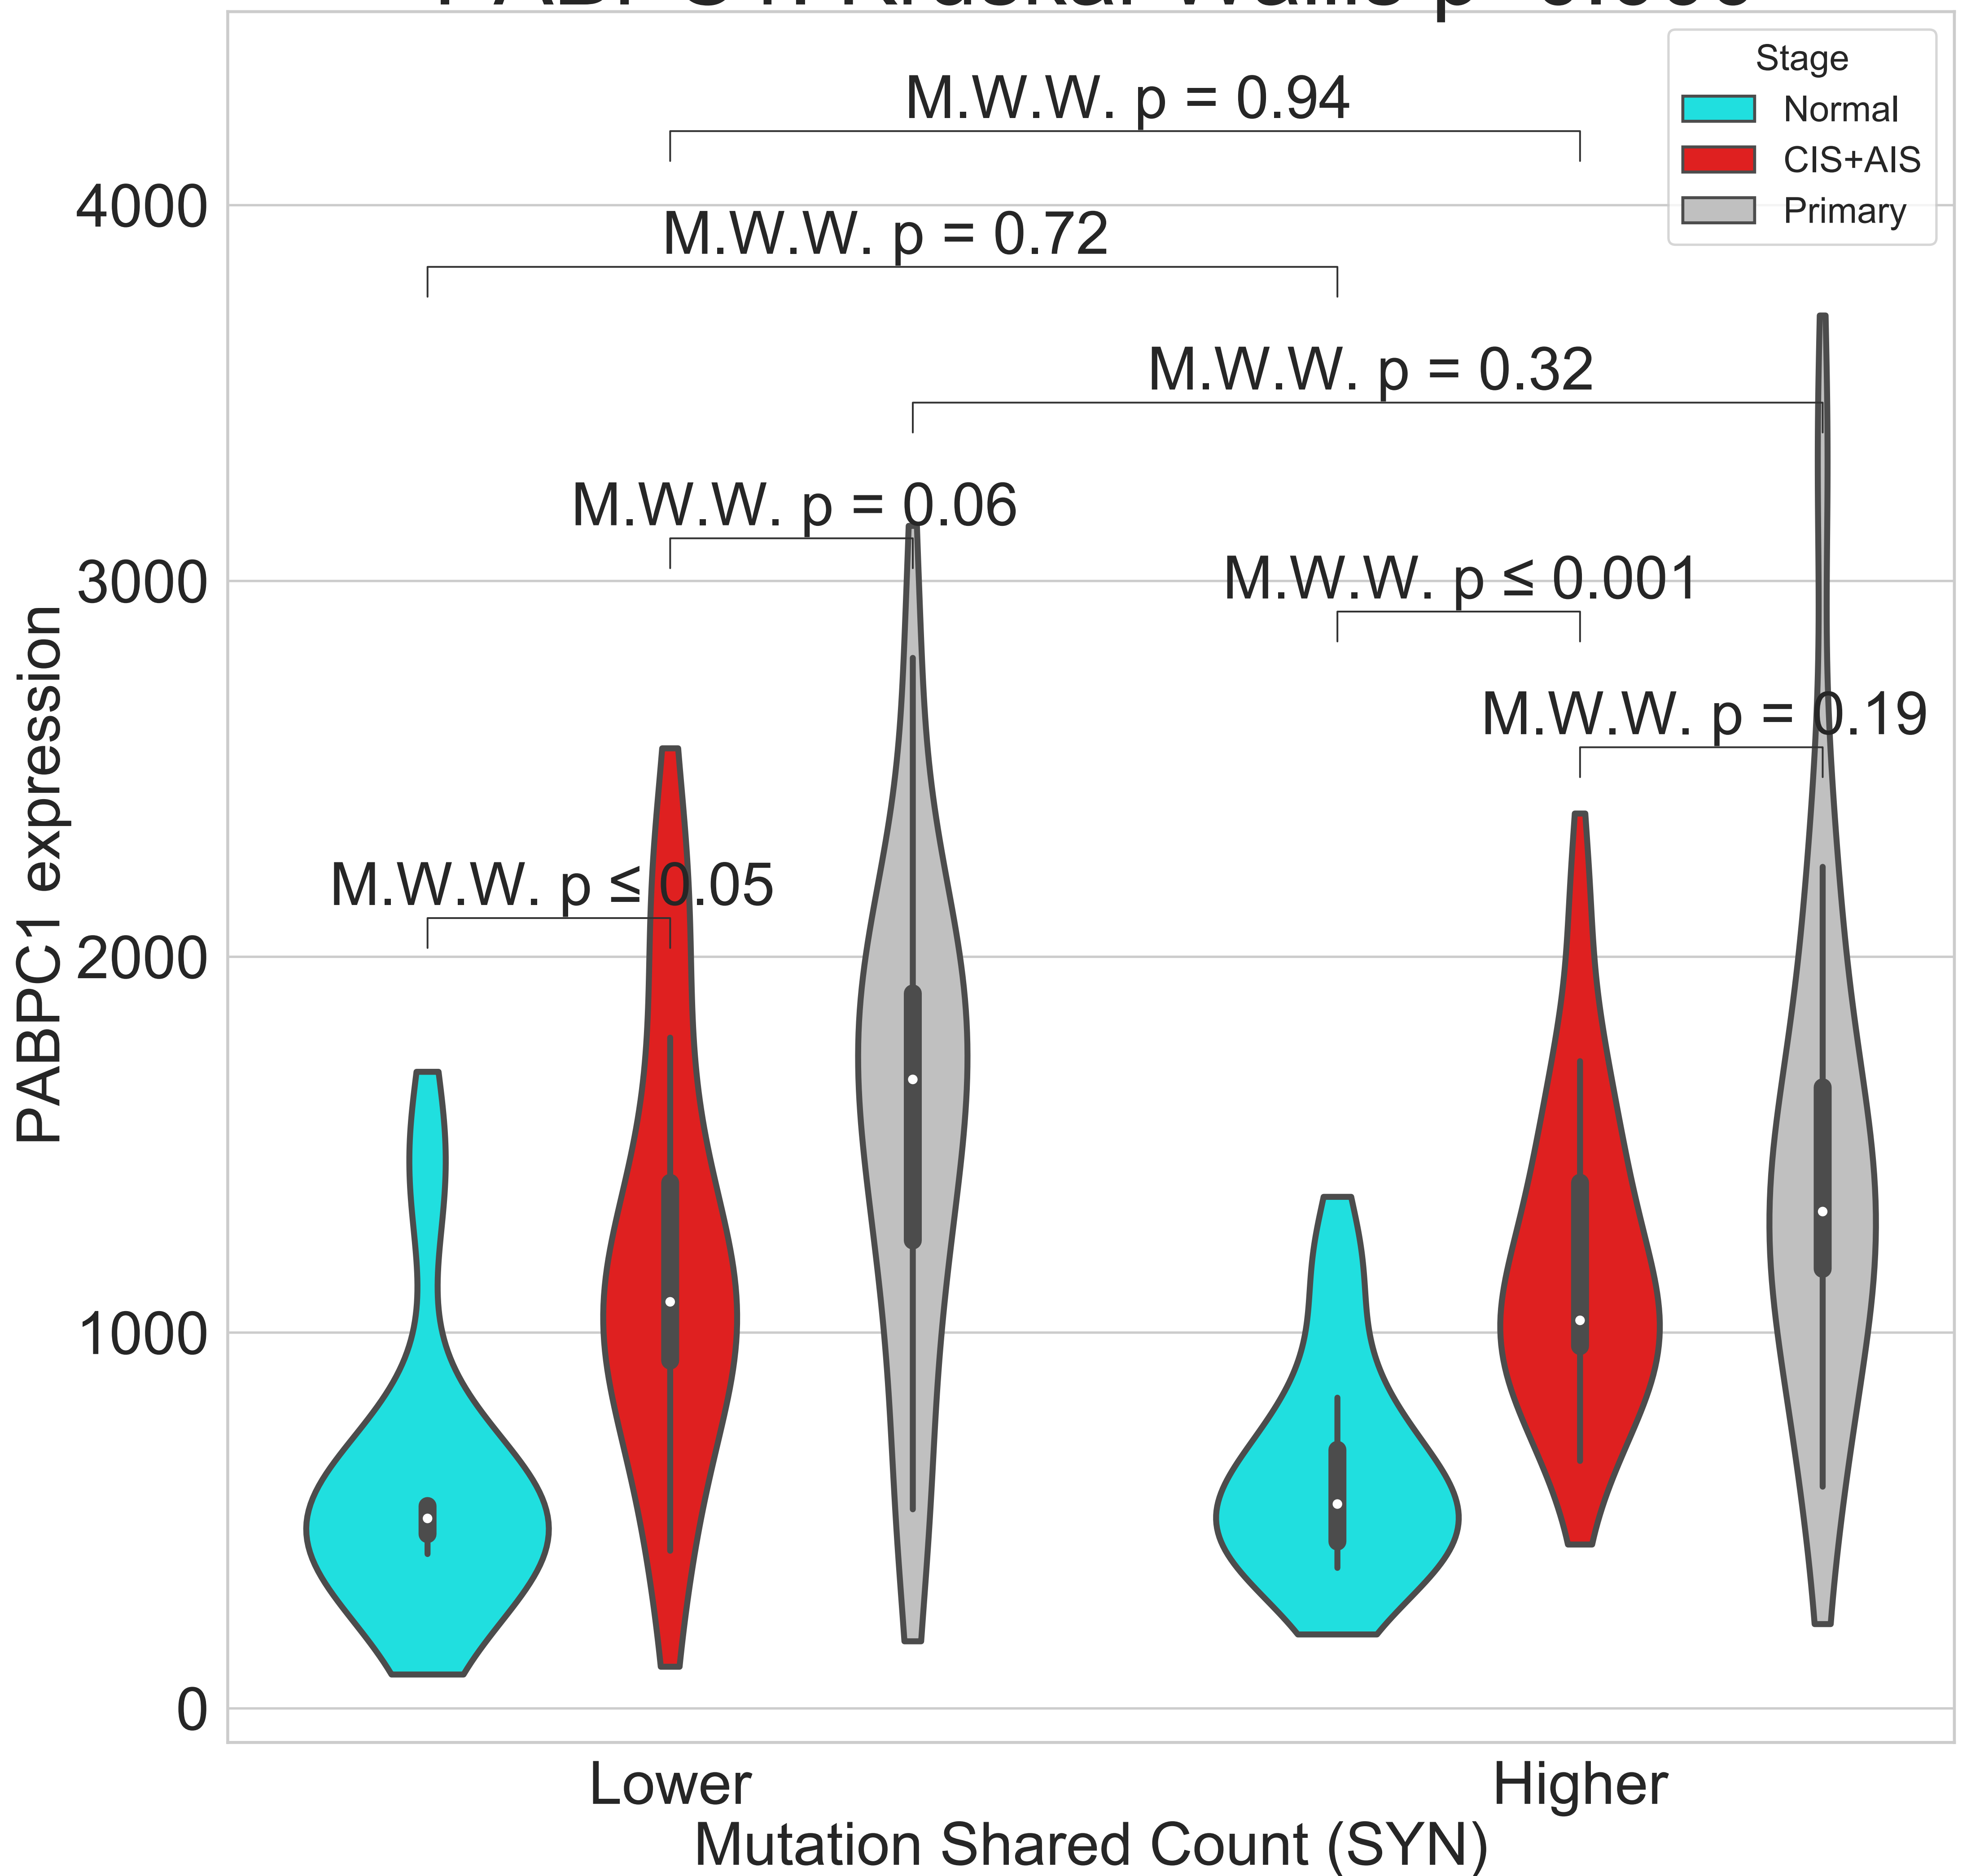 Stage
Normal
CIS+AIS
Primary
M.W.W. p = 0.94
M.W.W. p = 0.72
M.W.W. p = 0.32
M.W.W. p = 0.06
M.W.W. p ≤ 0.001
M.W.W. p = 0.19
M.W.W. p ≤ 0.05
4000
3000
2000
1000
0
PABPC1 expression
Lower
Higher
Mutation Shared Count (SYN)